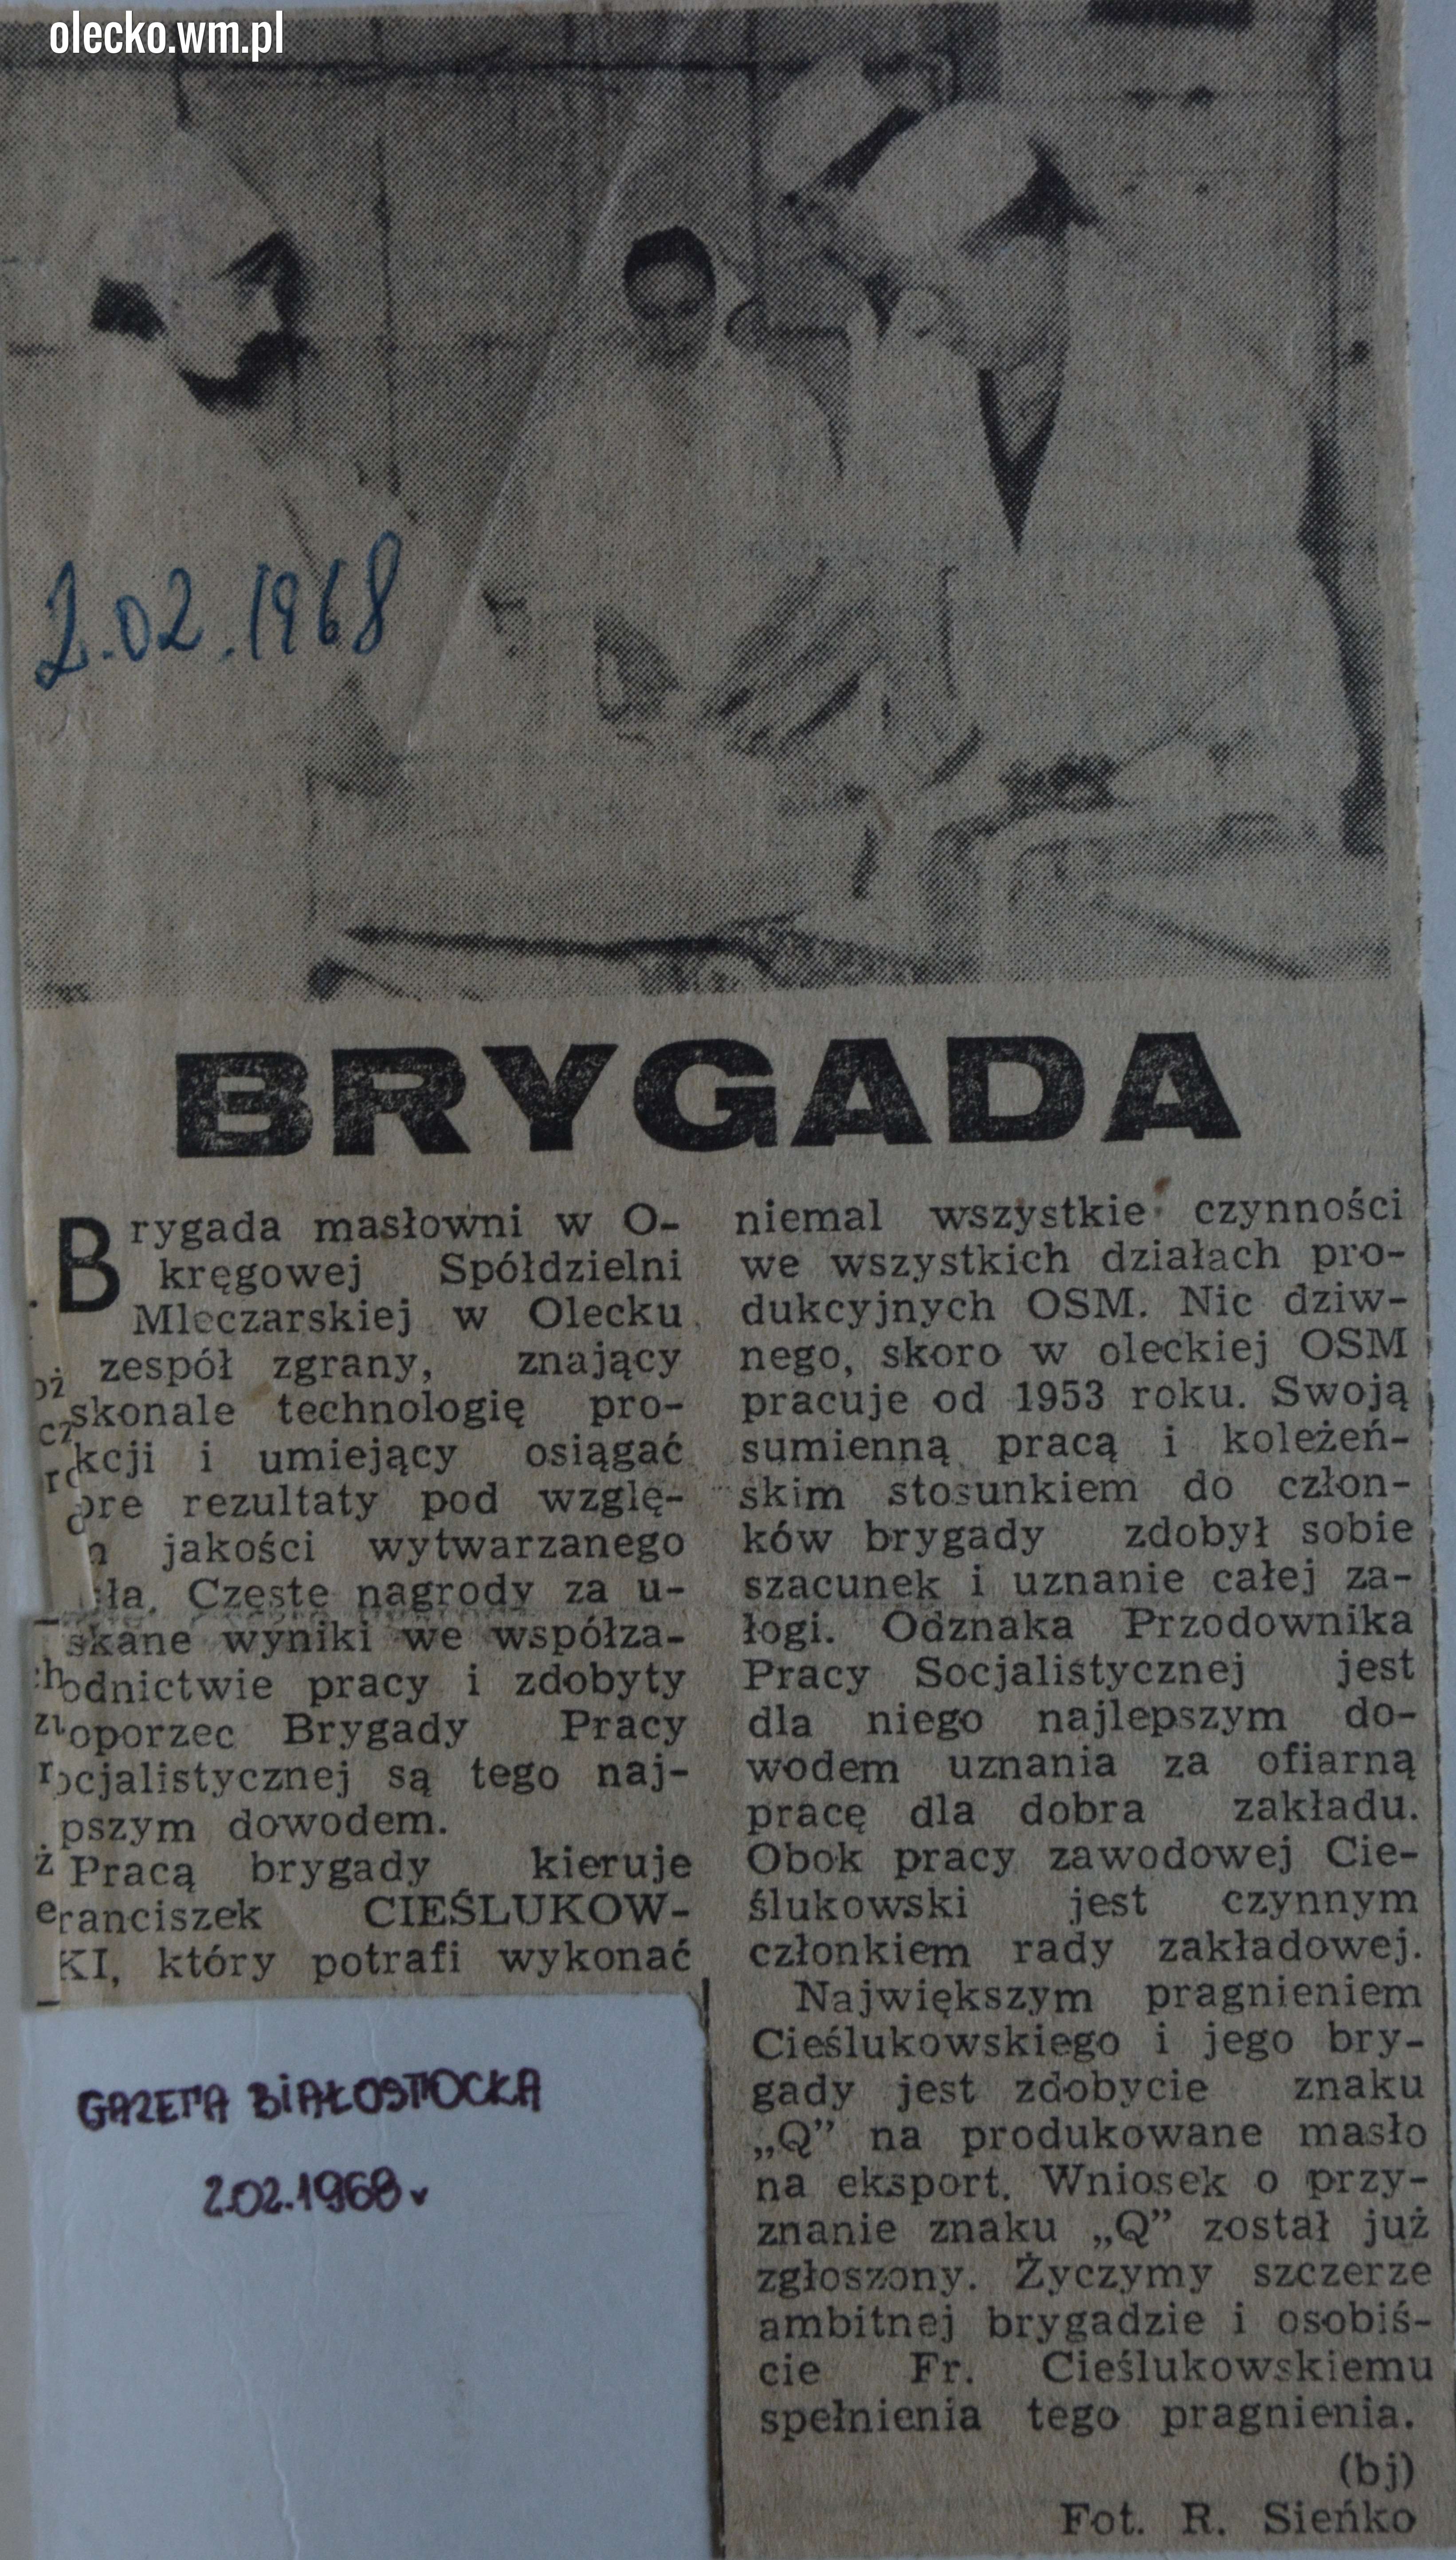 olecko.wm.pl
2.02.1968
BRYGADA
Brygada masłowni w O-
kręgowej Spółdzielni
Mleczarskiej w Olecku
zespół zgrany, znający
skonale technologię pro-
kcji i umiejący osiągać
bre rezultaty pod wzglę-
jakości wytwarzanego
ła. Częste nagrody za u-
skane wyniki we współza-
odnictwie pracy i zdobyty
oporzec Brygady Pracy
ocjalistycznej są tego naj-
pszym dowodem.
Pracą brygady kieruje
ranciszek CIEŚLUKOW-
KI, który potrafi wykonać
niemal wszystkie czynności
we wszystkich działach pro-
dukcyjnych OSM. Nic dziw-
nego, skoro w oleckiej OSM
pracuje od 1953 roku. Swoją
sumienną pracą i koleżeń-
skim stosunkiem do człon-
ków brygady zdobył sobie
szacunek i uznanie całej za-
łogi. Odznaka Przodownika
Pracy Socjalistycznej jest
dla niego najlepszym do-
wodem uznania za ofiarną
pracę dla dobra zakładu.
Obok pracy zawodowej Cie-
ślukowski jest czynnym
członkiem rady zakładowej.
Największym pragnieniem
Cieślukowskiego i jego bry-
gady jest zdobycie znaku
„Q” na produkowane masło
na eksport. Wniosek o przy-
znanie znaku „Q” został już
zgłoszony. Życzymy szczerze
ambitnej brygadzie i osobiś-
cie Fr. Cieślukowskiemu
spełnienia tego pragnienia.
(bj)
Fot. R. Sieńko
GAZETA BIAŁOSTOCKA
2.02.1968r